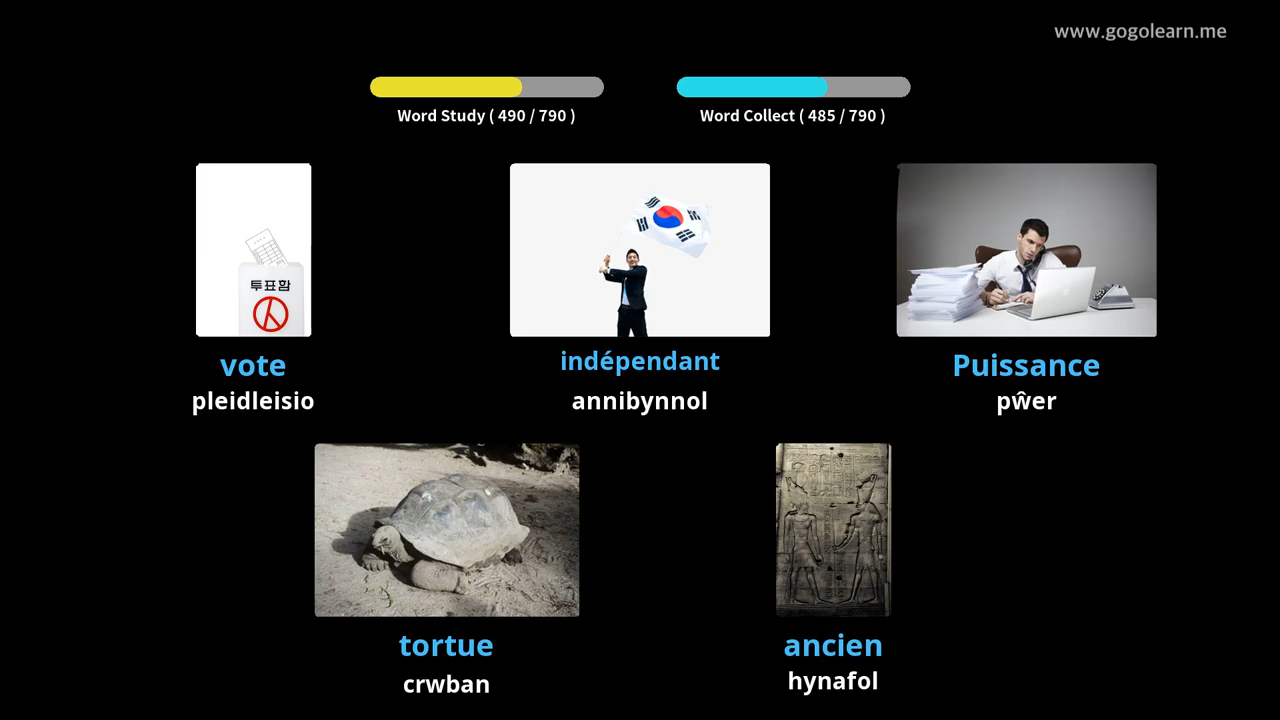 www.gogolearn.me
Word Study ( 490 / 790 )
Word Collect ( 485 / 790 )
투표함
vote
pleidleisio
indépendant
annibynnol
Puissance
pŵer
tortue
crwban
ancien
hynafol